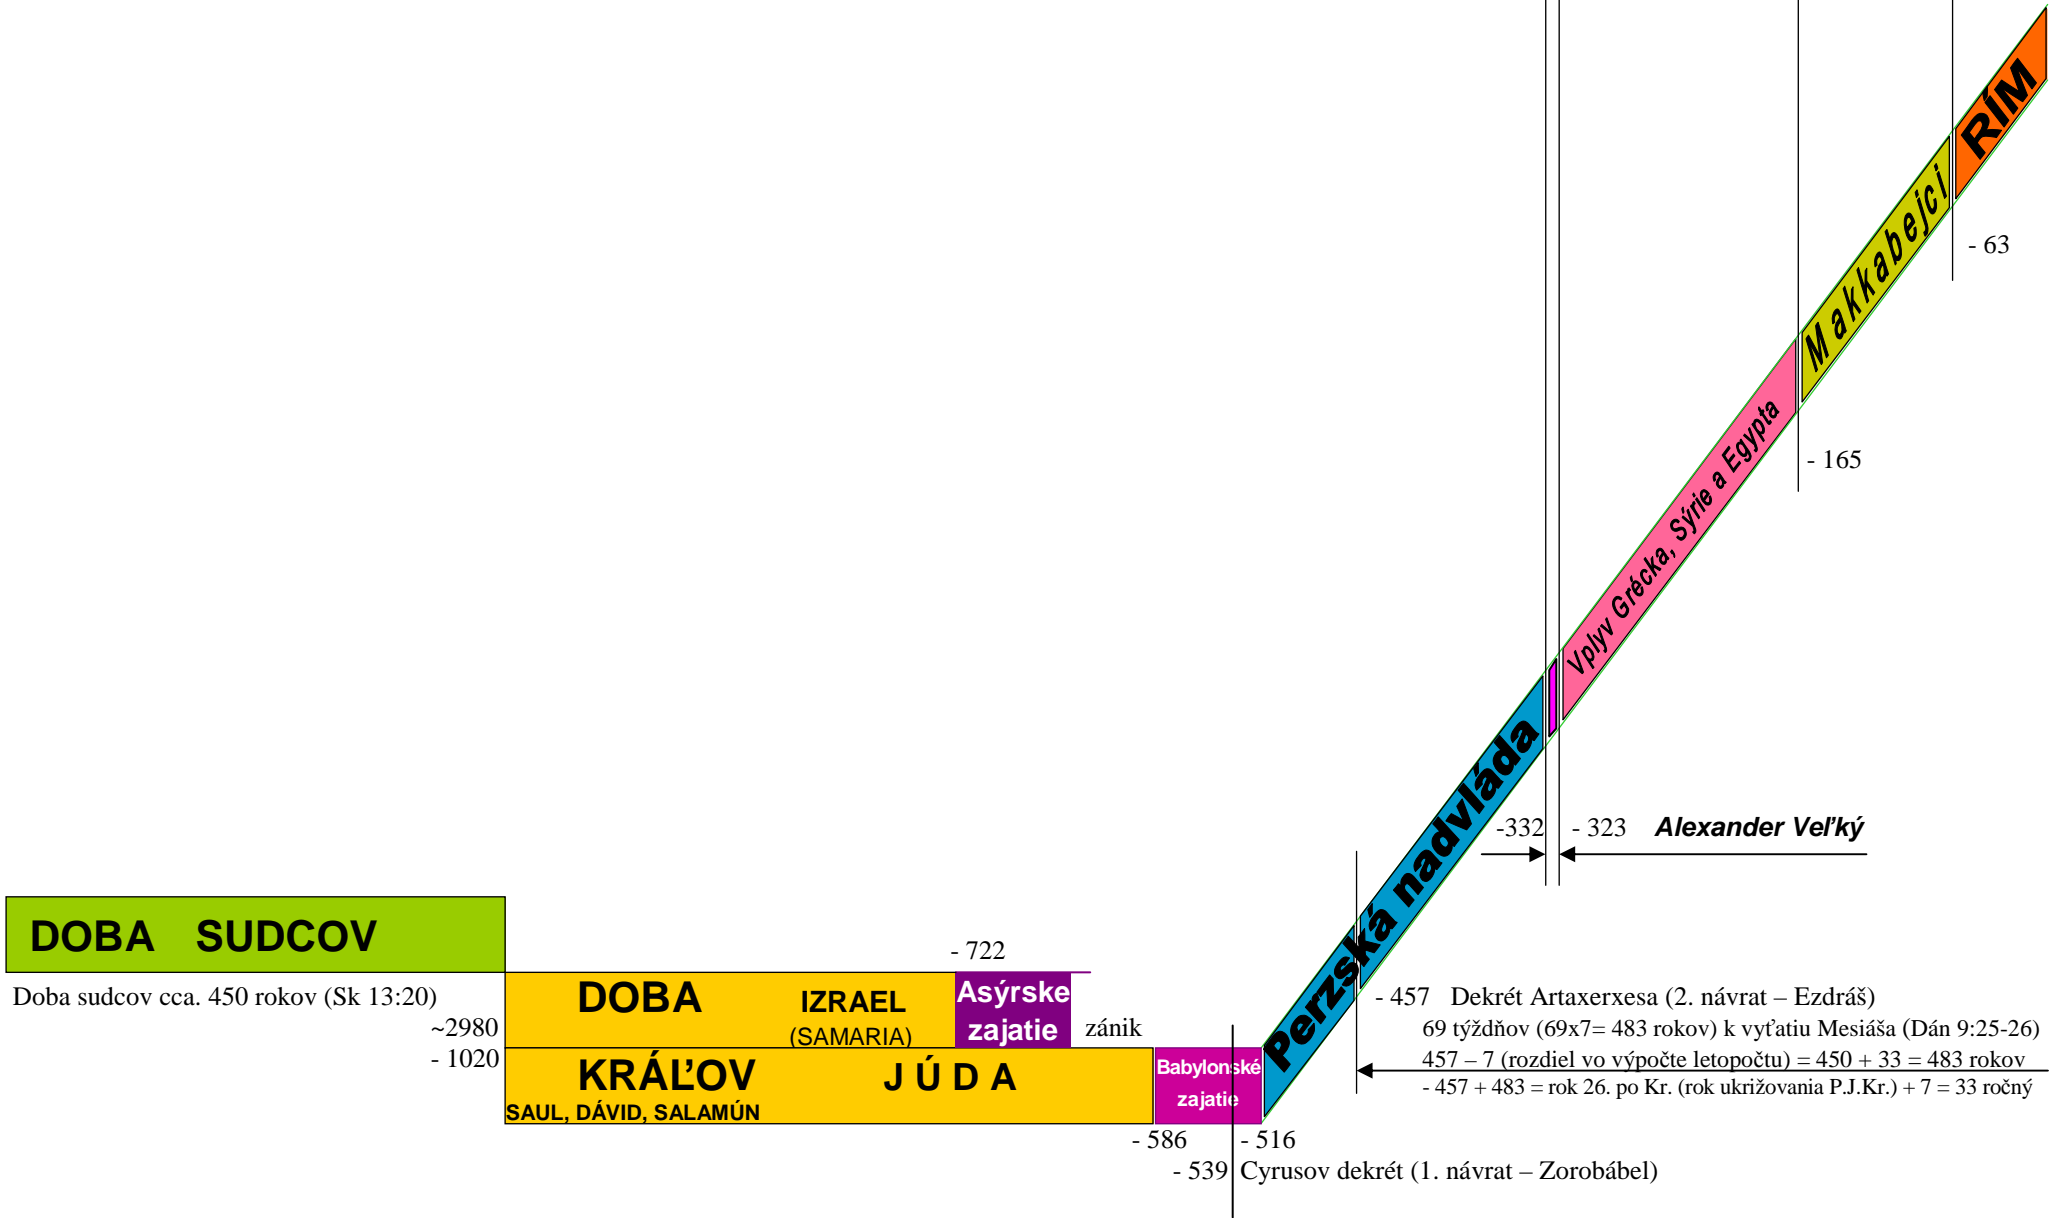 RÍM
- 63
Makkabejci
- 165
Vplyv Grécka, Sýrie a Egypta
-332
- 323
Alexander Veľký
Perzská nadvláda
DOBA SUDCOV
Doba sudcov cca. 450 rokov (Sk 13:20)
~2980
- 1020
- 722
DOBA
IZRAEL
(SAMARIA)
Asýrske
zajatie
zánik
KRÁĽOV
JÚDA
SAUL, DÁVID, SALAMÚN
Babylonské
zajatie
- 457 Dekrét Artaxerxesa (2. návrat – Ezdráš)
69 týždňov (69x7= 483 rokov) k vyťatiu Mesiáša (Dán 9:25-26)
457 – 7 (rozdiel vo výpočte letopočtu) = 450 + 33 = 483 rokov
- 457 + 483 = rok 26. po Kr. (rok ukrižovania P.J.Kr.) + 7 = 33 ročný
- 586
- 516
- 539 Cyrusov dekrét (1. návrat – Zorobábel)